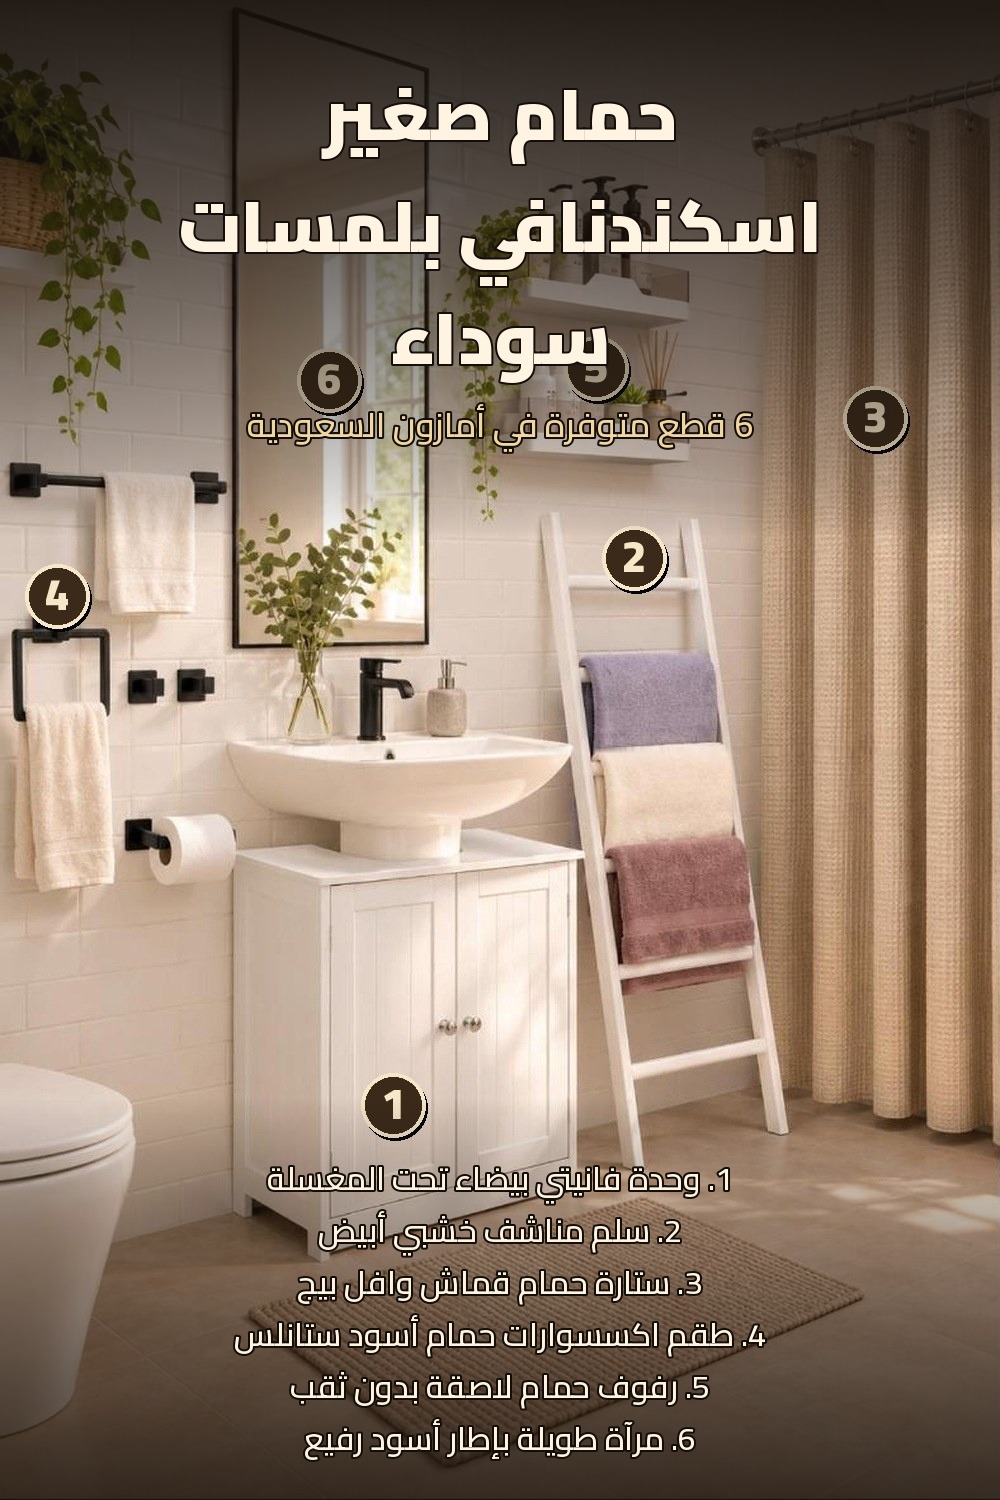 حمام صغير
اسكندنافي بلمسات
سوداء
6 قطع متوفرة في أمازون السعودية
6
5
3
2
4
1
1. وحدة فانيتي بيضاء تحت المغسلة
2. سلم مناشف خشبي أبيض
3. ستارة حمام قماش وافل بيج
4. طقم اكسسوارات حمام أسود ستانلس
5. رفوف حمام لاصقة بدون ثقب
6. مرآة طويلة بإطار أسود رفيع